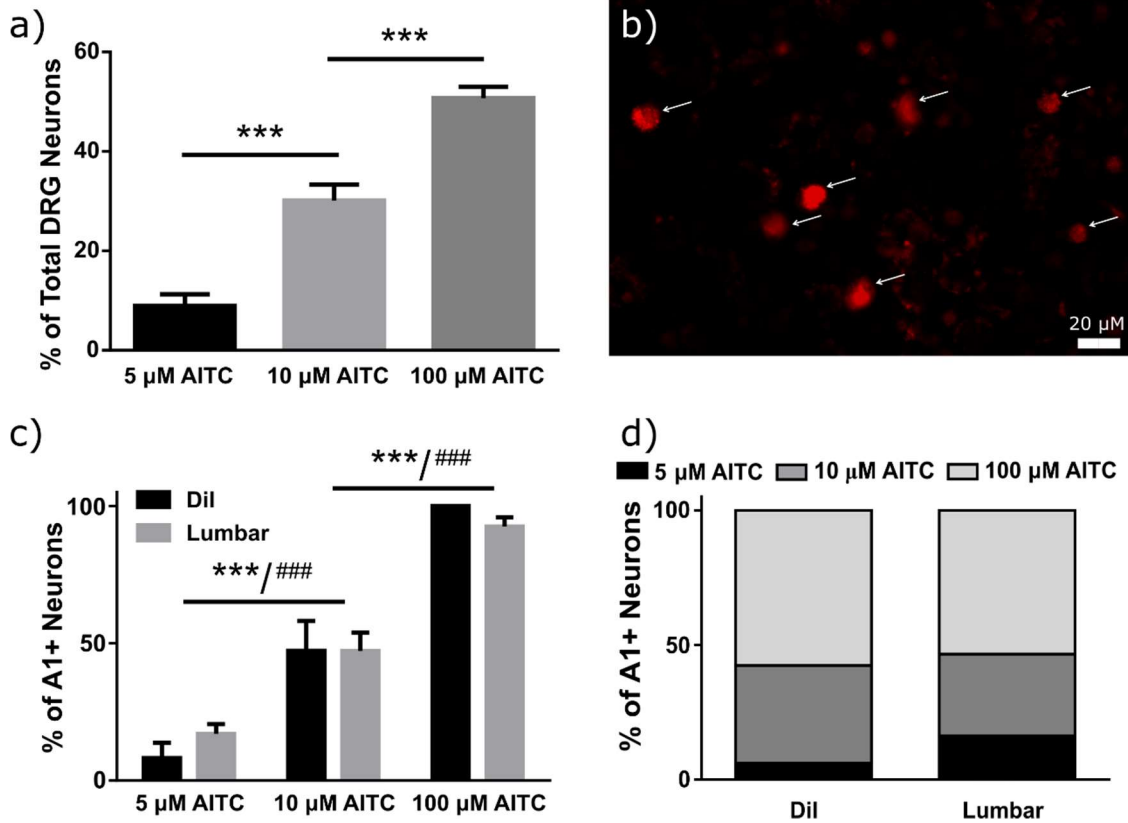 a)
% of Total DRG Neurons
60
40
20
0
***
***
5 µM AITC
10 µM AITC
100 µM AITC
b)
20 µM
c)
% of A1+ Neurons
100
50
0
DiI
Lumbar
***/###
***/###
5 µM AITC
10 µM AITC
100 µM AITC
d)
5 µM AITC
10 µM AITC
100 µM AITC
% of A1+ Neurons
100
50
0
DiI
Lumbar